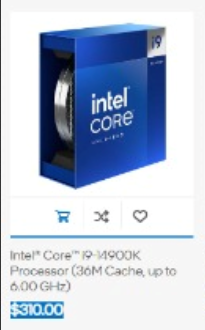 i9
intel
CORE
Intel® Core™ i9-14900K
Processor (36M Cache, up to
6.00 GHz)
$310.00